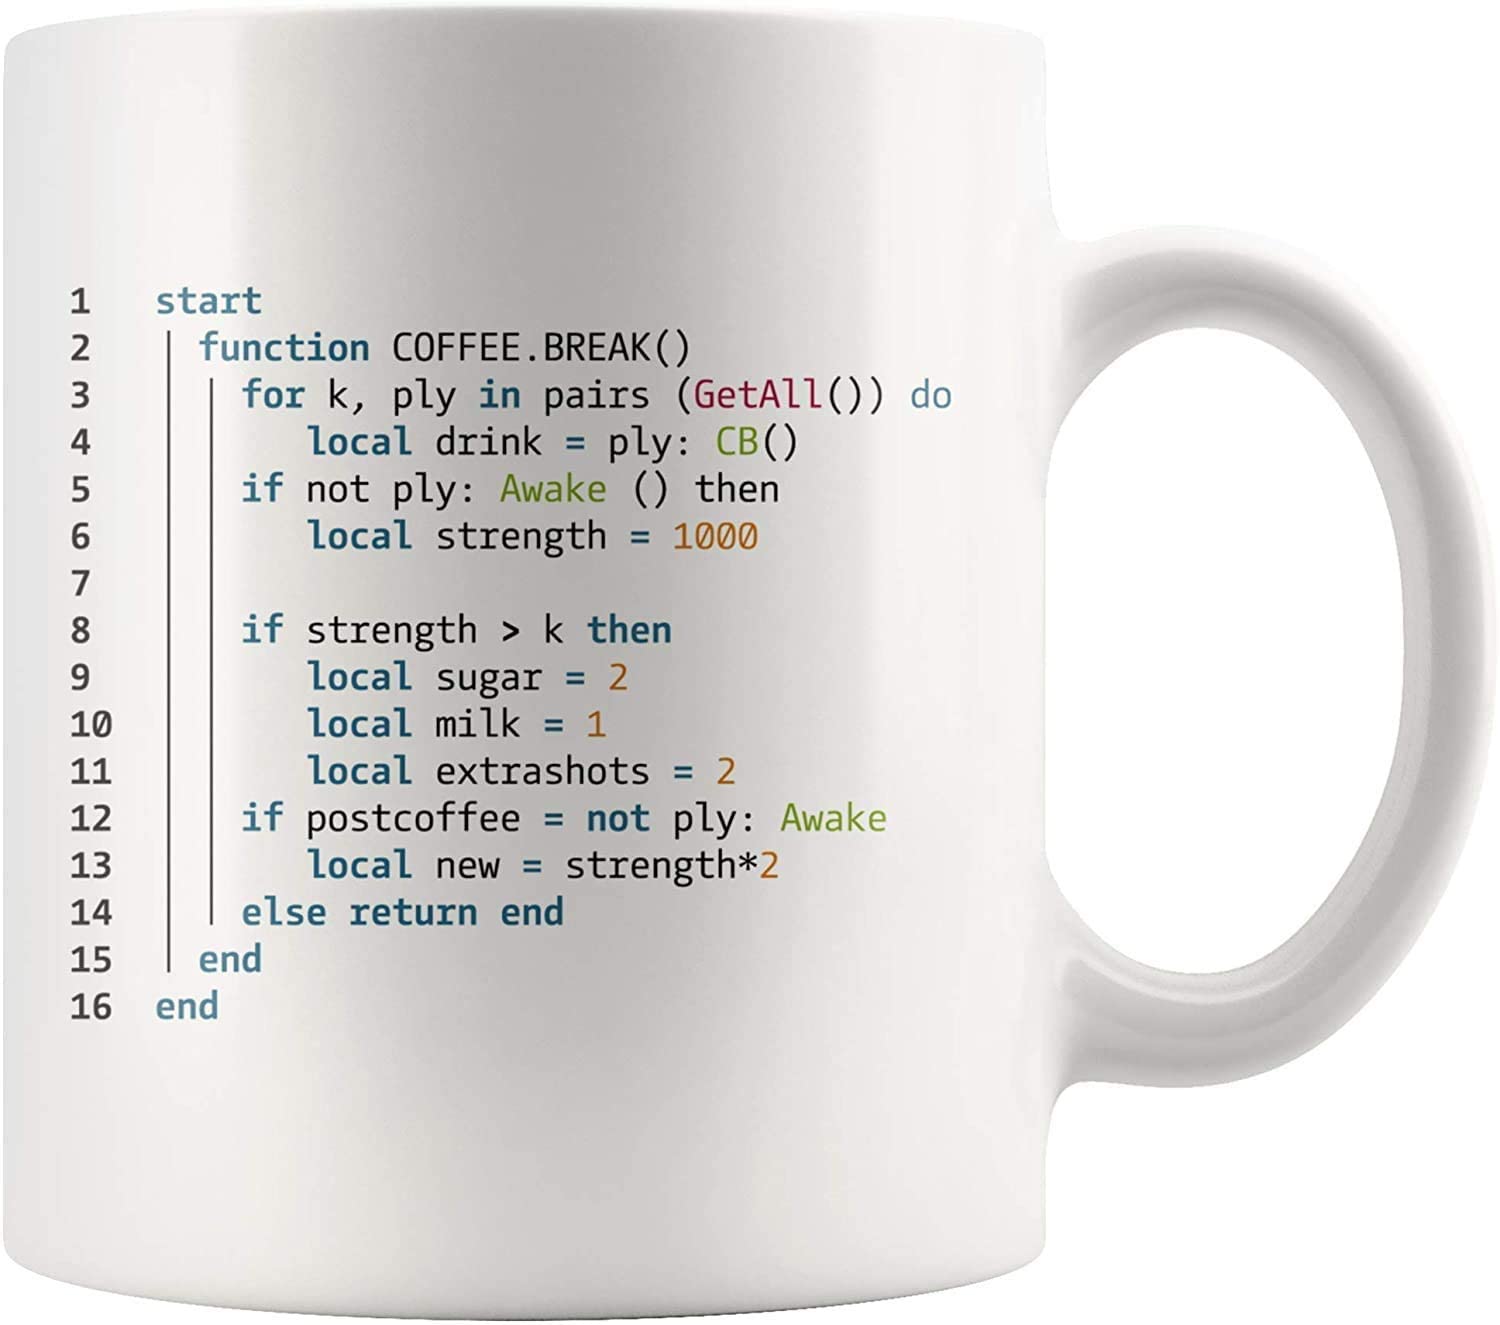 1 start
2 function COFFEE.BREAK()
3 for k, ply in pairs (GetAll()) do
4 local drink = ply: CB()
5 if not ply: Awake () then
6 local strength = 1000
7
8 if strength > k then
9 local sugar = 2
10 local milk = 1
11 local extrashots = 2
12 if postcoffee = not ply: Awake
13 local new = strength*2
14 else return end
15 end
16 end